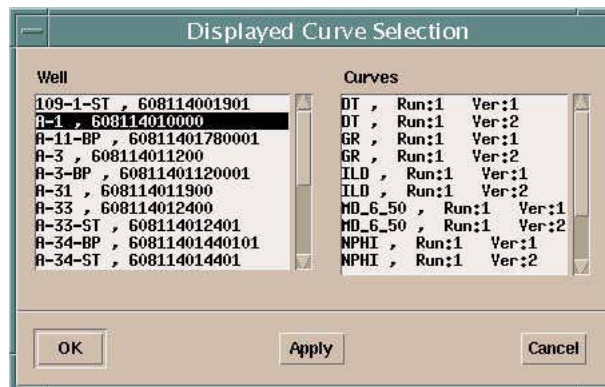 Displayed Curve Selection
Well
109-1-ST , 608114001901
A-1 , 608114010000
A-11-BP , 60811401780001
A-3 , 608114011200
A-3-BP , 60811401120001
A-31 , 608114011900
A-33 , 608114012400
A-33-ST , 608114012401
A-34-BP , 60811401440101
A-34-ST , 608114014401
Curves
DT , Run:1 Ver:1
DT , Run:1 Ver:2
GR , Run:1 Ver:1
GR , Run:1 Ver:2
ILD , Run:1 Ver:1
ILD , Run:1 Ver:2
MD_6_50 , Run:1 Ver:1
MD_6_50 , Run:1 Ver:2
NPHI , Run:1 Ver:1
NPHI , Run:1 Ver:2
OK
Apply
Cancel